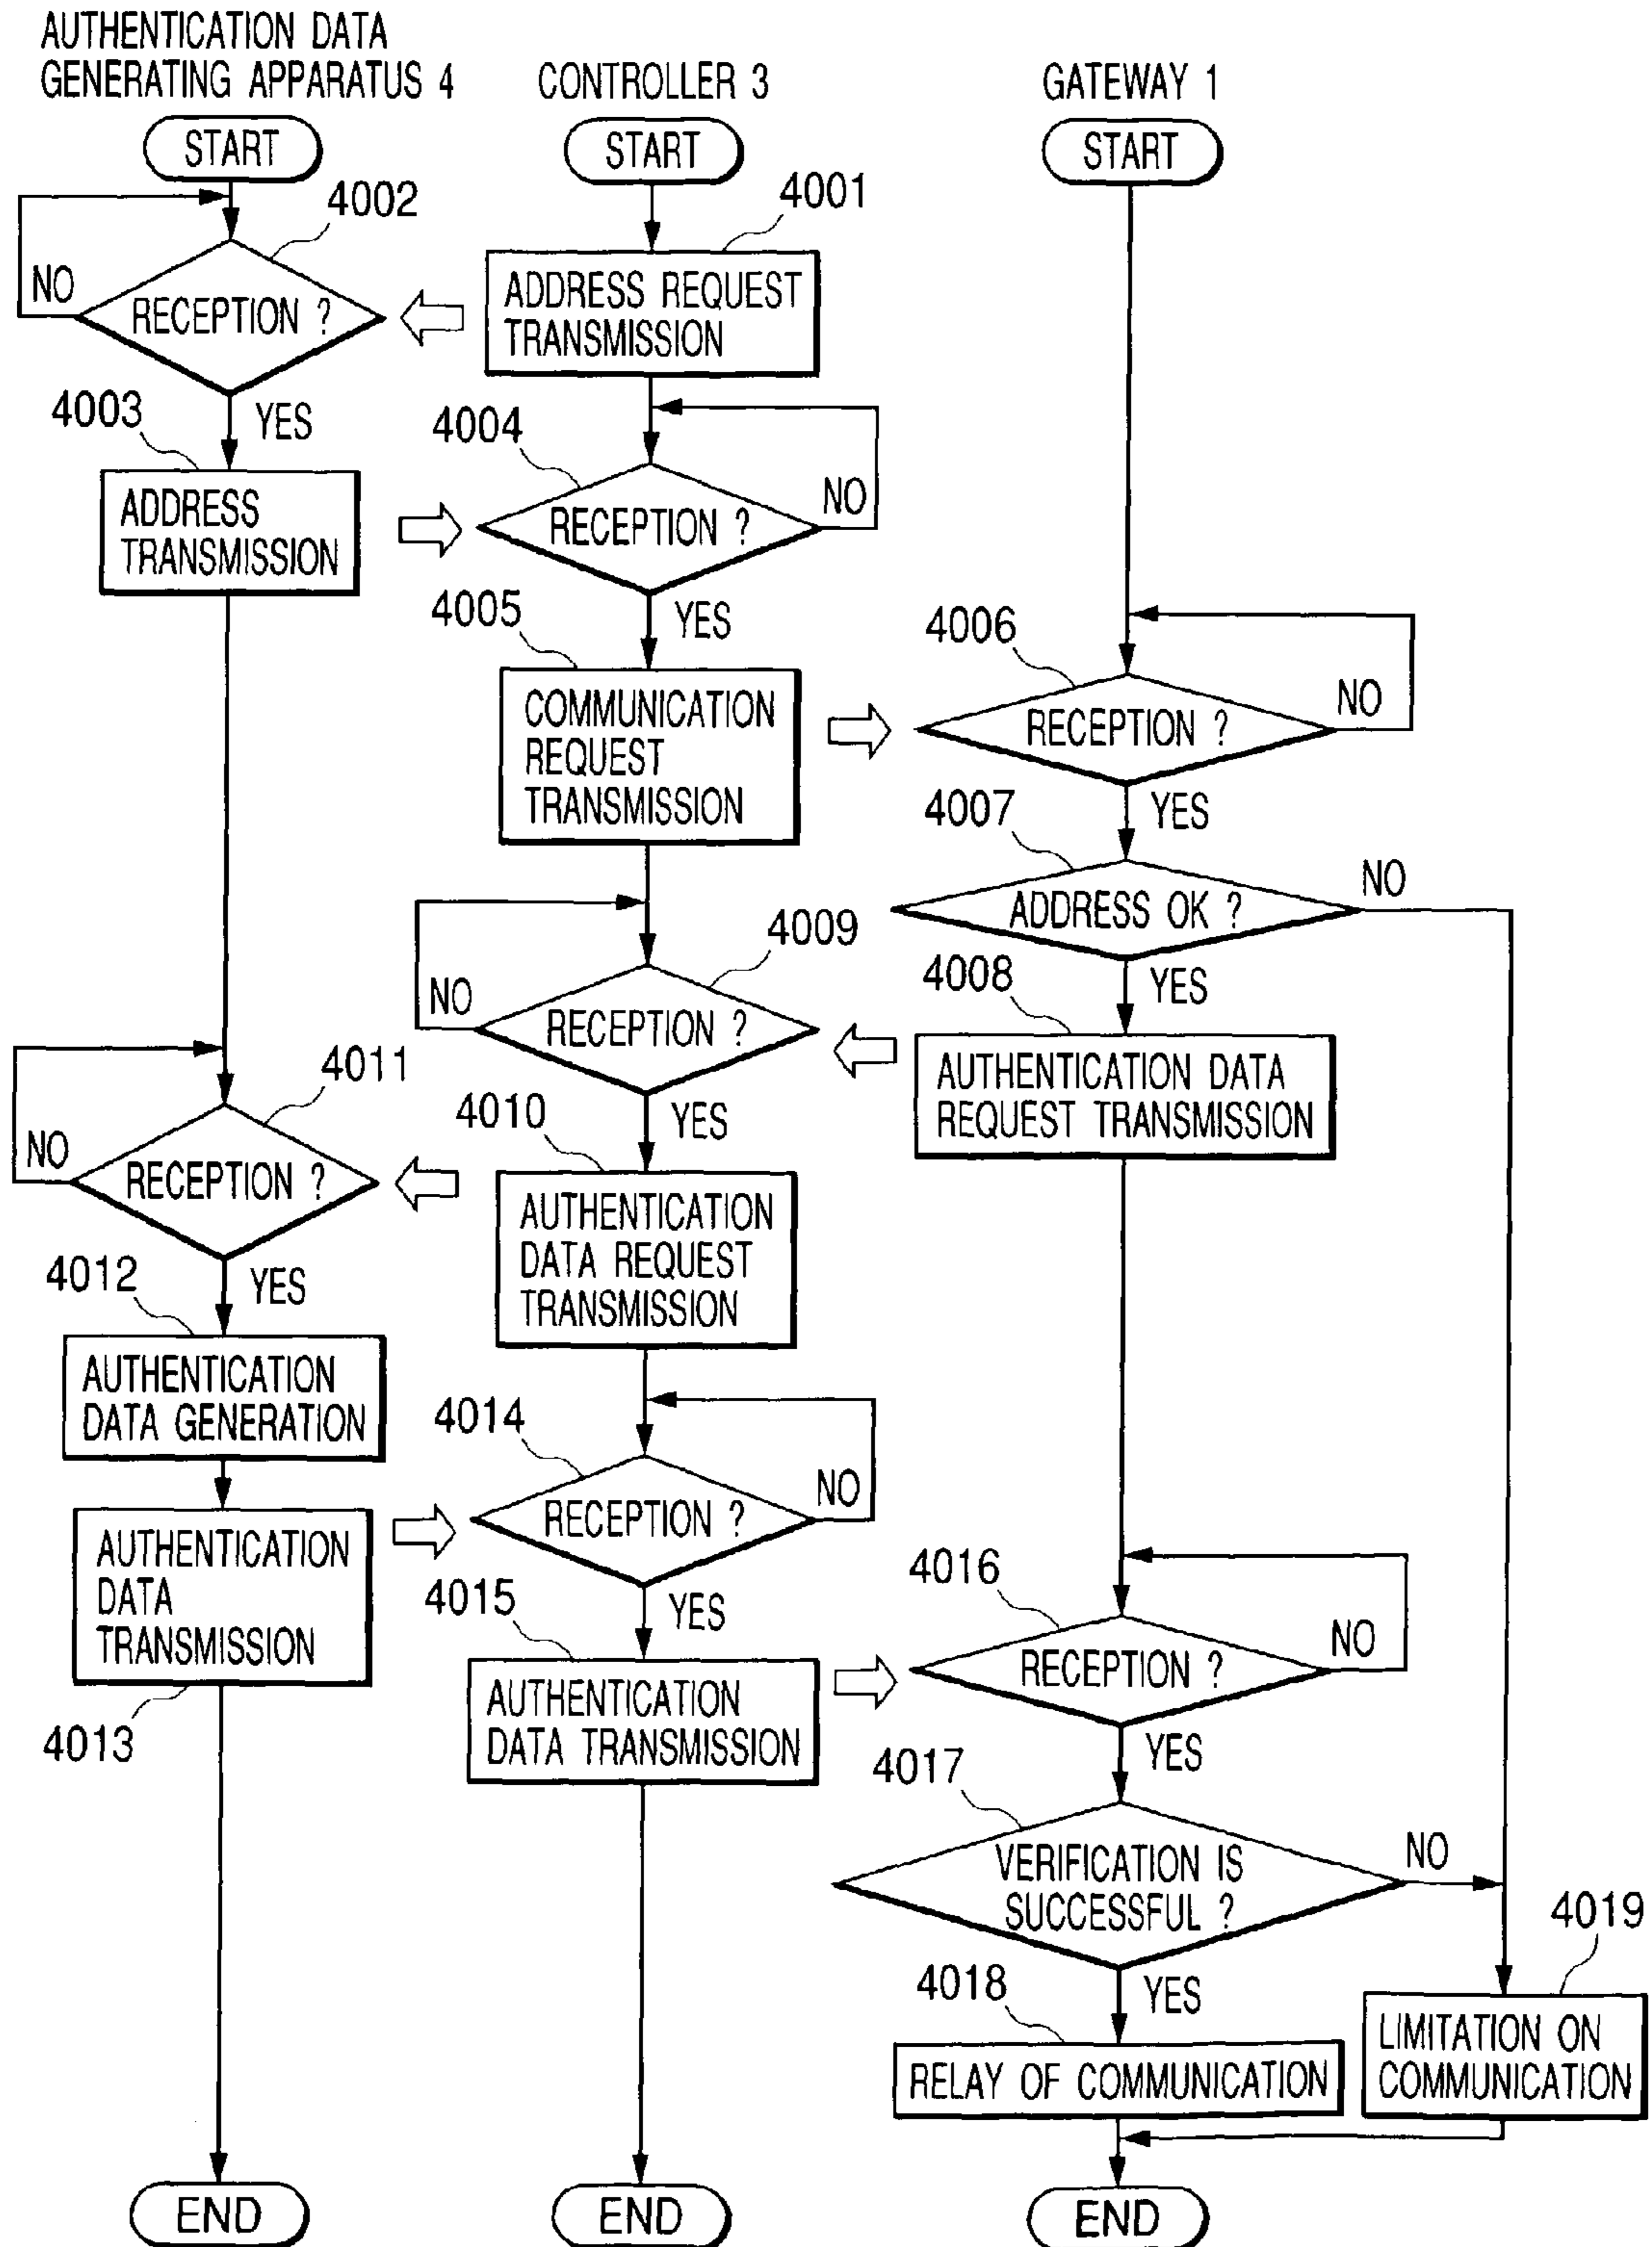 AUTHENTICATION DATA
GENERATING APPARATUS 4
CONTROLLER 3
GATEWAY 1
START
START
START
4002
4001
NO
RECEPTION ?
ADDRESS REQUEST
TRANSMISSION
YES
4003
4004
ADDRESS
TRANSMISSION
NO
RECEPTION ?
YES
4005
4006
COMMUNICATION
REQUEST
TRANSMISSION
NO
RECEPTION ?
YES
4007
NO
ADDRESS OK ?
YES
4009
4008
NO
RECEPTION ?
AUTHENTICATION DATA
REQUEST TRANSMISSION
YES
4011
4010
NO
RECEPTION ?
AUTHENTICATION
DATA REQUEST
TRANSMISSION
YES
4012
AUTHENTICATION
DATA GENERATION
4014
NO
RECEPTION ?
AUTHENTICATION
DATA
TRANSMISSION
4013
YES
4015
4016
AUTHENTICATION
DATA TRANSMISSION
NO
RECEPTION ?
YES
4017
NO
VERIFICATION IS
SUCCESSFUL ?
YES
4018
4019
RELAY OF COMMUNICATION
LIMITATION ON
COMMUNICATION
END
END
END